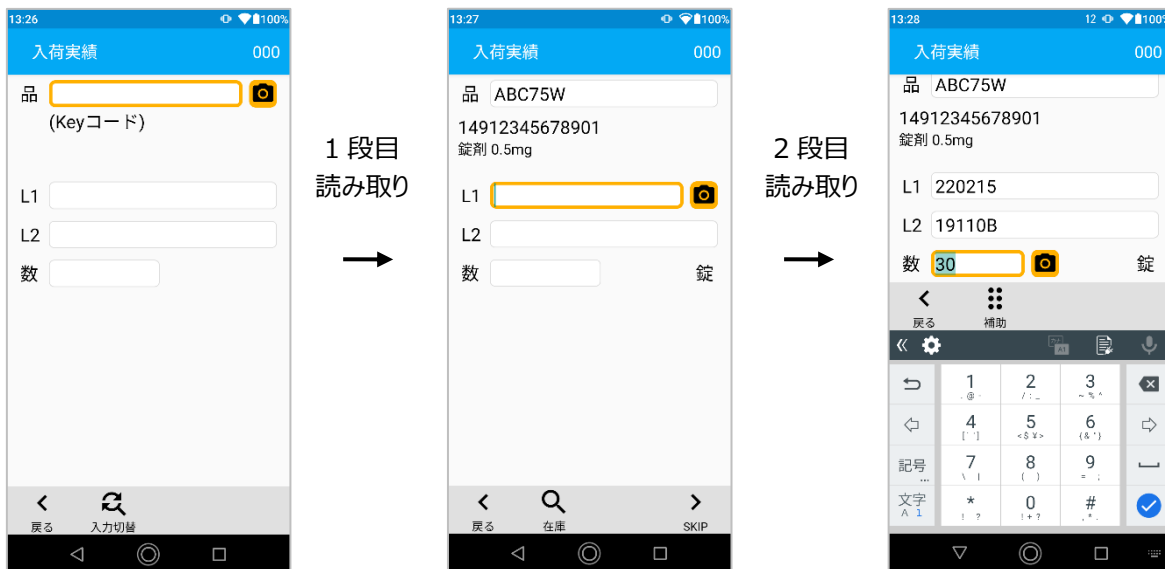 13:26 100%
入荷実績 000
品
(Keyコード)
L1
L2
数
戻る 入力切替
1 段目
読み取り
13:27 100%
入荷実績 000
品 ABC75W
14912345678901
錠剤 0.5mg
L1
L2
数 錠
戻る 在庫 SKIP
2 段目
読み取り
13:28 12 100%
入荷実績 000
品 ABC75W
14912345678901
錠剤 0.5mg
L1 220215
L2 19110B
数 30 錠
戻る 補助
1 2 3
. @ · / : _ ~ % ^
4 5 6
[ ' ' ] < $ ¥ > ( & " )
記号 7 8 9
\ | ( ) = ;
文字 * 0 #
A 1 ! ? ! + ? , * .